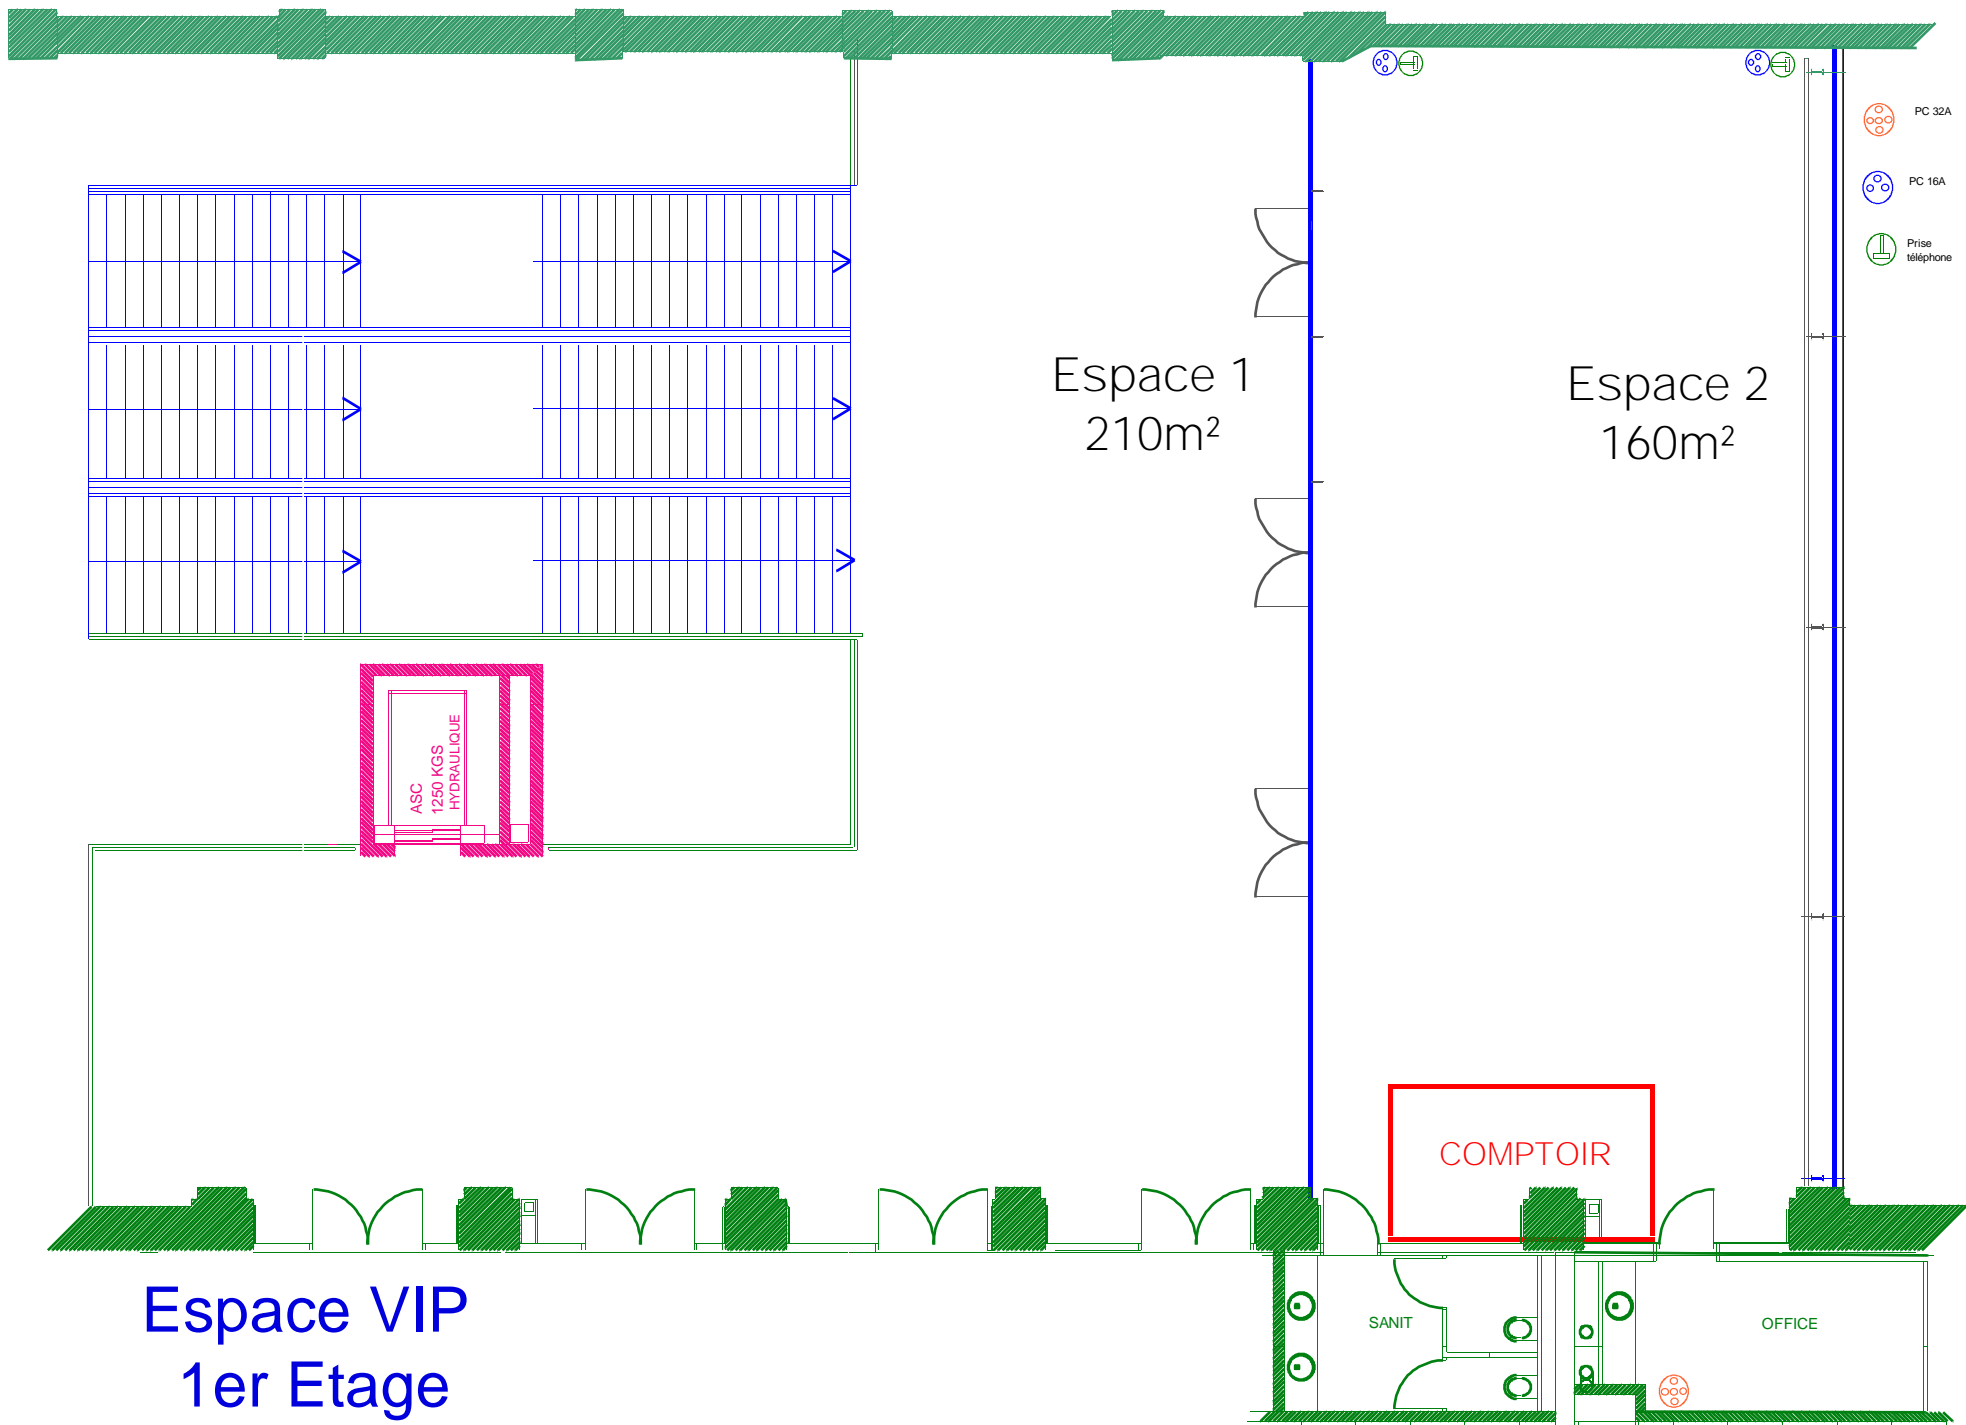 PC 32A
PC 16A
Prise
téléphone
Espace 1
210m²
Espace 2
160m²
ASC
1250 KGS
HYDRAULIQUE
COMPTOIR
SANIT
OFFICE
Espace VIP
1er Etage